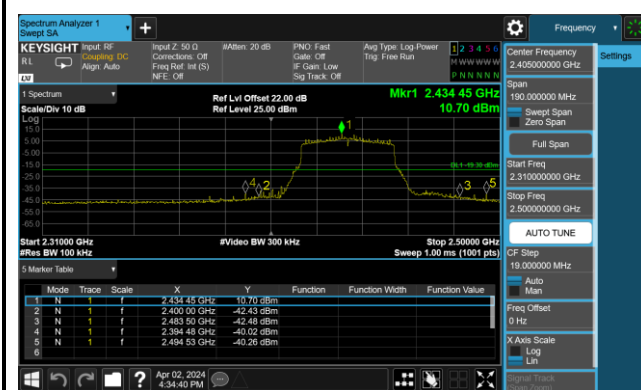 Spectrum Analyzer 1
Swept SA
Frequency
KEYSIGHT
Input: RF
Coupling: DC
Align: Auto
Input Z: 50 Ω
Corrections: Off
Freq Ref: Int (S)
NFE: Off
#Atten: 20 dB
PNO: Fast
Gate: Off
IF Gain: Low
Sig Track: Off
Avg Type: Log-Power
Trig: Free Run
1 2 3 4 5 6
M W W W W W
P N N N N N
RL
LXI
Center Frequency
2.405000000 GHz
Settings
1 Spectrum
Scale/Div 10 dB
Ref Lvl Offset 22.00 dB
Ref Level 25.00 dBm
Mkr1 2.434 45 GHz
10.70 dBm
Span
190.000000 MHz
Swept Span
Zero Span
Full Span
Log
15.0
5.00
-5.00
-15.0
-25.0
-35.0
-45.0
-55.0
-65.0
1
4
2
3
5
Start Freq
2.310000000 GHz
Stop Freq
2.500000000 GHz
AUTO TUNE
Start 2.31000 GHz
#Res BW 100 kHz
#Video BW 300 kHz
Stop 2.50000 GHz
Sweep 1.00 ms (1001 pts)
CF Step
19.000000 MHz
Auto
Man
5 Marker Table
Mode Trace Scale X Y Function Function Width Function Value
1 N 1 f 2.434 45 GHz 10.70 dBm
2 N 1 f 2.400 00 GHz -42.43 dBm
3 N 1 f 2.483 50 GHz -42.48 dBm
4 N 1 f 2.394 48 GHz -40.02 dBm
5 N 1 f 2.494 53 GHz -40.26 dBm
6
Freq Offset
0 Hz
X Axis Scale
Log
Lin
Signal Track
(Span Zoom)
Apr 02, 2024
4:34:40 PM